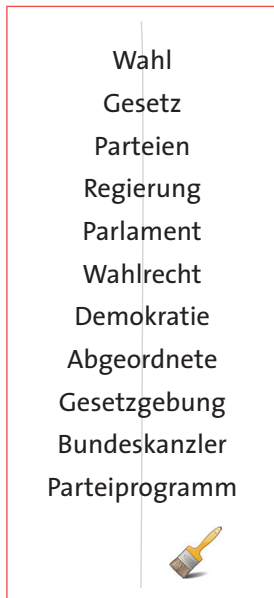 Wahl
Gesetz
Parteien
Regierung
Parlament
Wahlrecht
Demokratie
Abgeordnete
Gesetzgebung
Bundeskanzler
Parteiprogramm